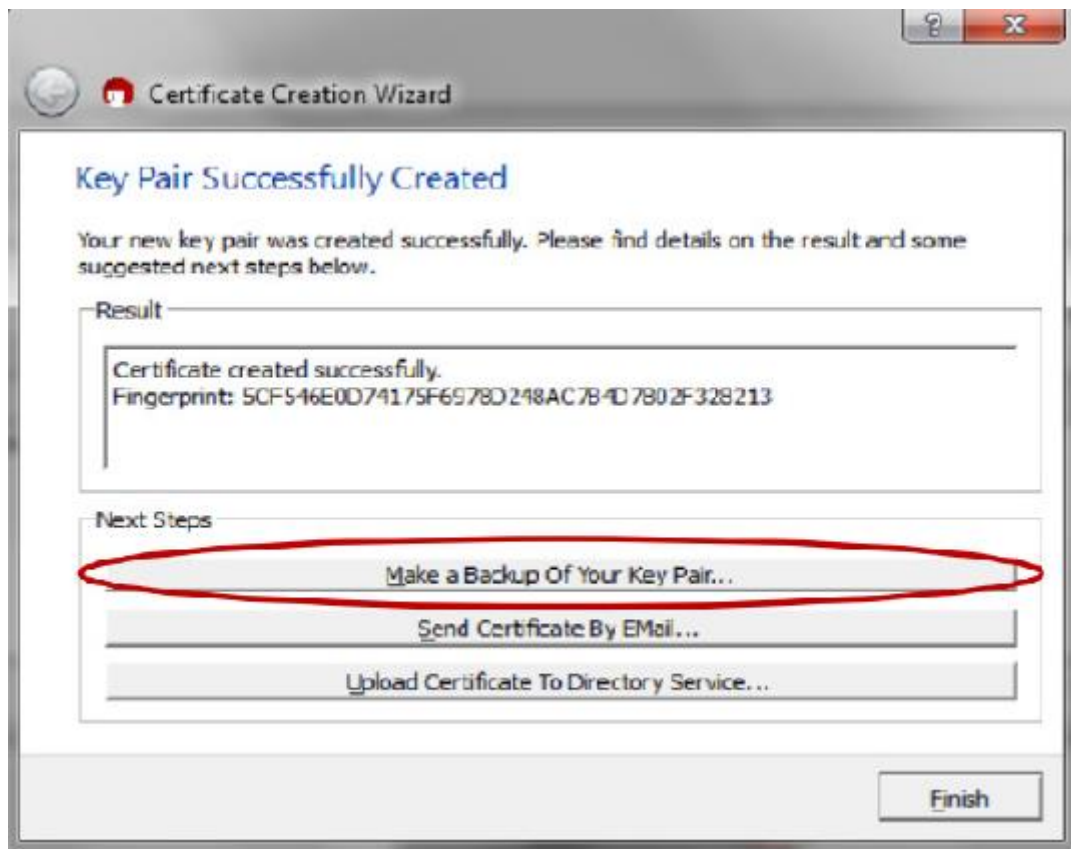 ?
X
Certificate Creation Wizard
Key Pair Successfully Created
Your new key pair was created successfully. Please find details on the result and some
suggested next steps below.
Result
Certificate created successfully.
Fingerprint:
Next Steps
Make a Backup Of Your Key Pair...
Send Certificate By EMail...
Upload Certificate To Directory Service...
Finish